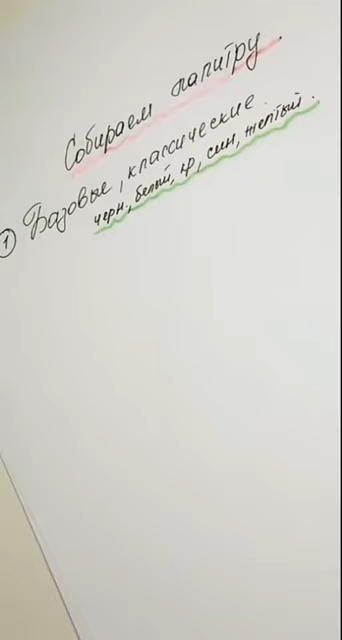 Собираем палитру.
① Базовые, классические.
черн., белый, кр, син, желтый.